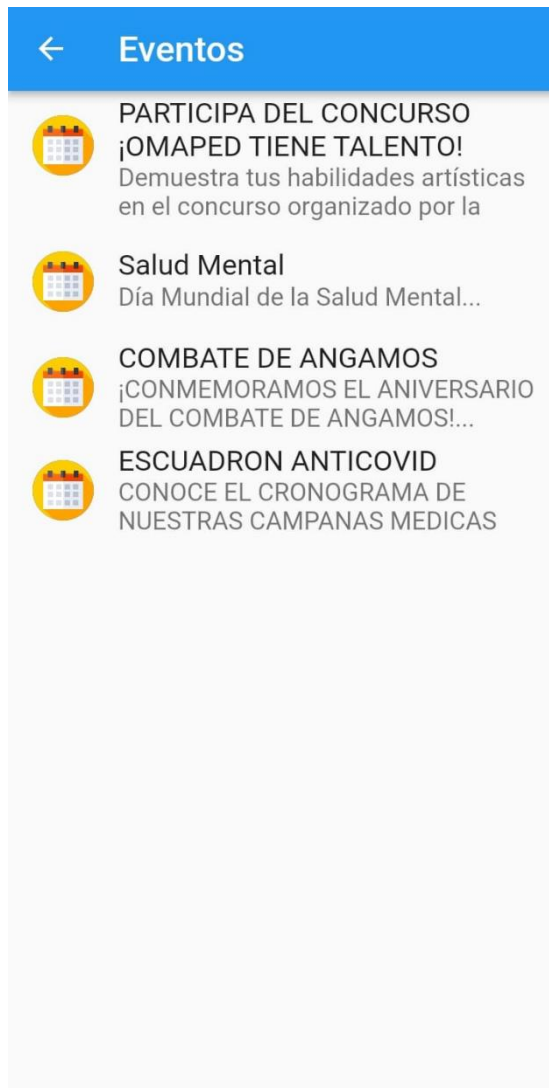 Eventos
PARTICIPA DEL CONCURSO
¡OMAPED TIENE TALENTO!
Demuestra tus habilidades artísticas
en el concurso organizado por la
Salud Mental
Día Mundial de la Salud Mental...
COMBATE DE ANGAMOS
¡CONMEMORAMOS EL ANIVERSARIO
DEL COMBATE DE ANGAMOS!...
ESCUADRON ANTICOVID
CONOCE EL CRONOGRAMA DE
NUESTRAS CAMPANAS MEDICAS